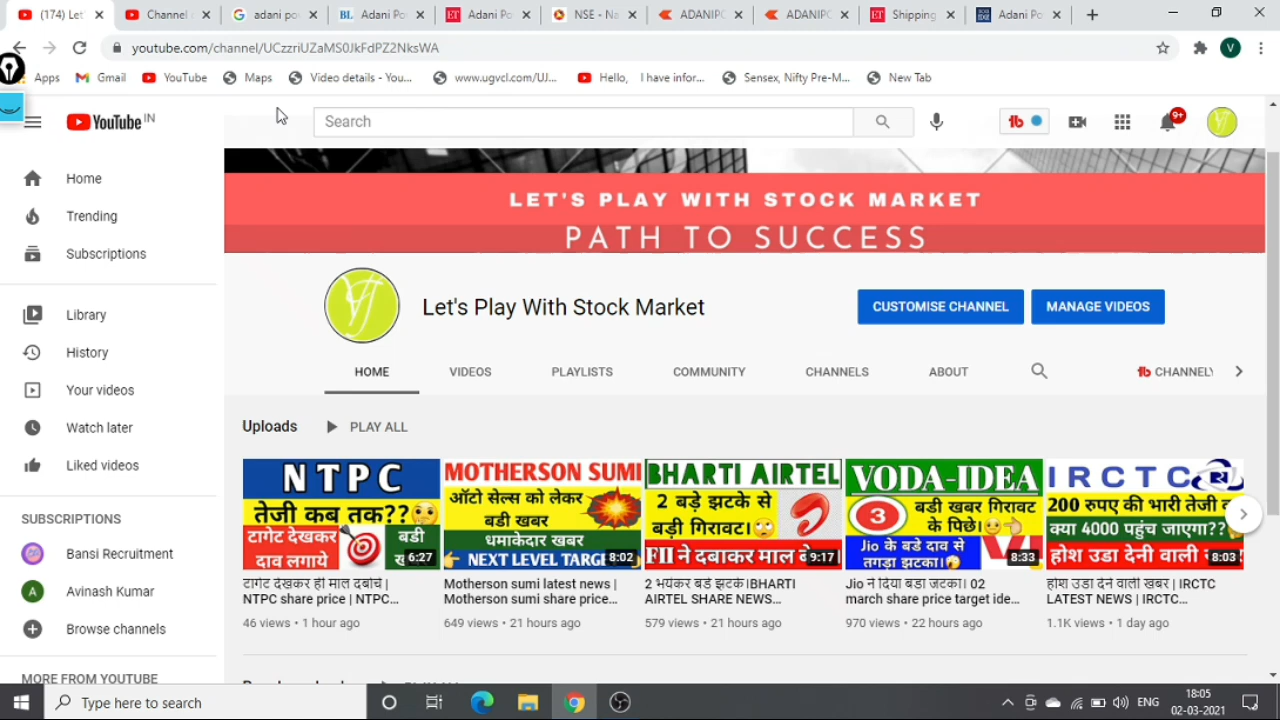 (174) Let'
Channel
adani po
Adani Po
Adani Po
NSE - Na
ADANIPO
ADANIPO
Shipping
Adani Po
youtube.com/channel/UCzzriUZaMS0JkFdPZ2NksWA
V
Apps
Gmail
YouTube
Maps
Video details - You...
www.ugvcl.com/UJ...
Hello, I have infor...
Sensex, Nifty Pre-M...
New Tab
YouTube IN
Search
9+
Home
Trending
Subscriptions
Library
History
Your videos
Watch later
Liked videos
SUBSCRIPTIONS
Bansi Recruitment
A Avinash Kumar
Browse channels
MORE FROM YOUTUBE
LET'S PLAY WITH STOCK MARKET
PATH TO SUCCESS
Let's Play With Stock Market
CUSTOMISE CHANNEL
MANAGE VIDEOS
HOME
VIDEOS
PLAYLISTS
COMMUNITY
CHANNELS
ABOUT
CHANNELY
Uploads
PLAY ALL
NTPC
तेजी कब तक??
टागेट देखकर
दाव लगाये
बडी
6:27
टागेट देखकर ही माल दबोचे |
NTPC share price | NTPC...
46 views • 1 hour ago
MOTHERSON SUMI
ऑटो सेल्स को लेकर
बडी खबर
धमाकेदार खबर
NEXT LEVEL TARGE
8:02
Motherson sumi latest news |
Motherson sumi share price...
649 views • 21 hours ago
BHARTI AIRTEL
2 बड़े झटके से
बड़ी गिरावट।
FII ने दबाकर माल बे
9:17
2 भयंकर बडे झटके।BHARTI
AIRTEL SHARE NEWS...
579 views • 21 hours ago
VODA-IDEA
3
बडी खबर गिरावट
के पिछे!
Jio के बडे दाव से
तगड़ा झटका।
8:33
Jio ने दिया बडा जटका। 02
march share price target ide...
970 views • 22 hours ago
IRCTC
200 रुपए की भारी तेजी
क्या 4000 पहुंच जाएगा??
होश उडा देनी वाली
8:03
होश उडा देने वाली खबर | IRCTC
LATEST NEWS | IRCTC...
1.1K views • 1 day ago
Type here to search
ENG
18:05
02-03-2021